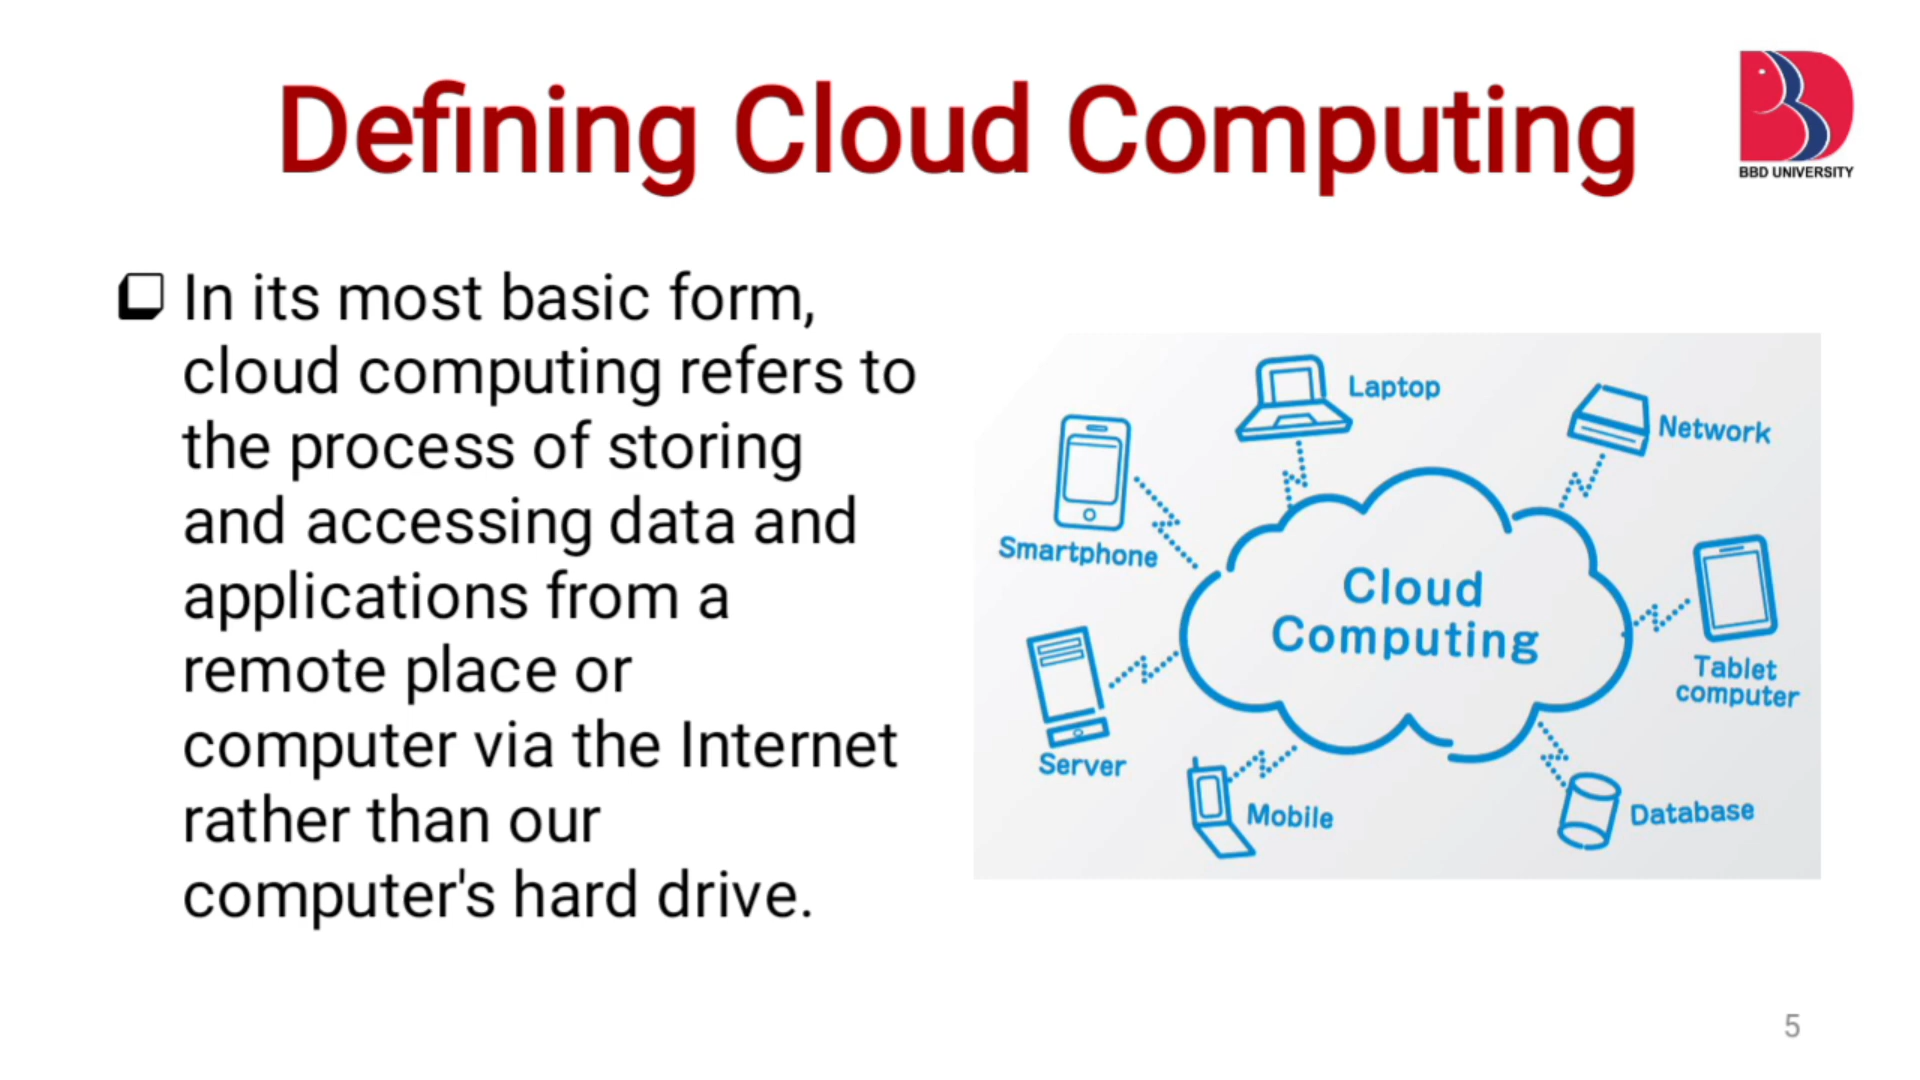 Defining Cloud Computing
BBD UNIVERSITY
In its most basic form,
cloud computing refers to
the process of storing
and accessing data and
applications from a
remote place or
computer via the Internet
rather than our
computer's hard drive.
Laptop
Network
Smartphone
Cloud
Computing
Tablet
computer
Server
Mobile
Database
5